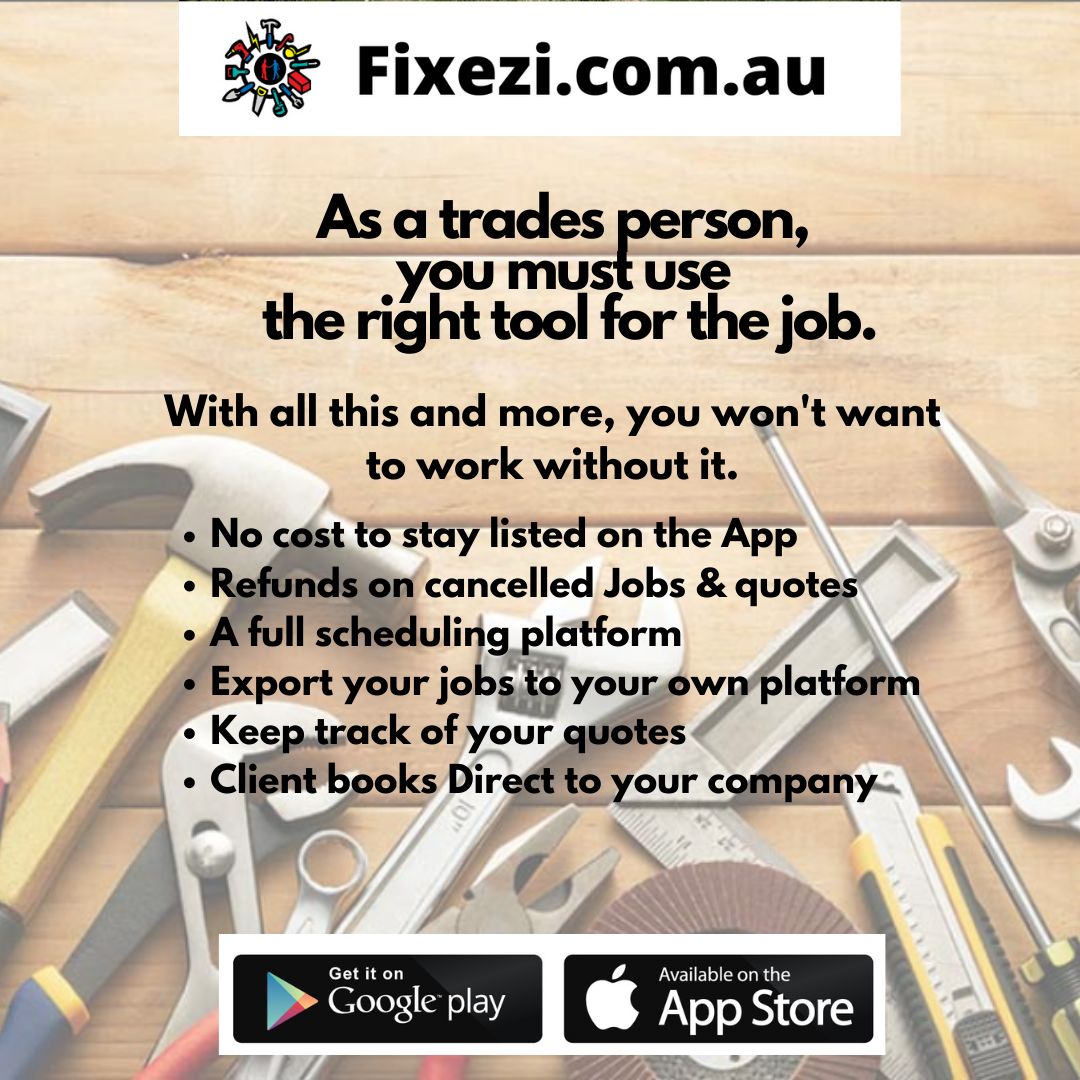 Fixezi.com.au
As a trades person,
you must use
the right tool for the job.
With all this and more, you won't want
to work without it.
• No cost to stay listed on the App
• Refunds on cancelled Jobs & quotes
• A full scheduling platform
• Export your jobs to your own platform
• Keep track of your quotes
• Client books Direct to your company
"10"
Get it on
Google play
Available on the
App Store